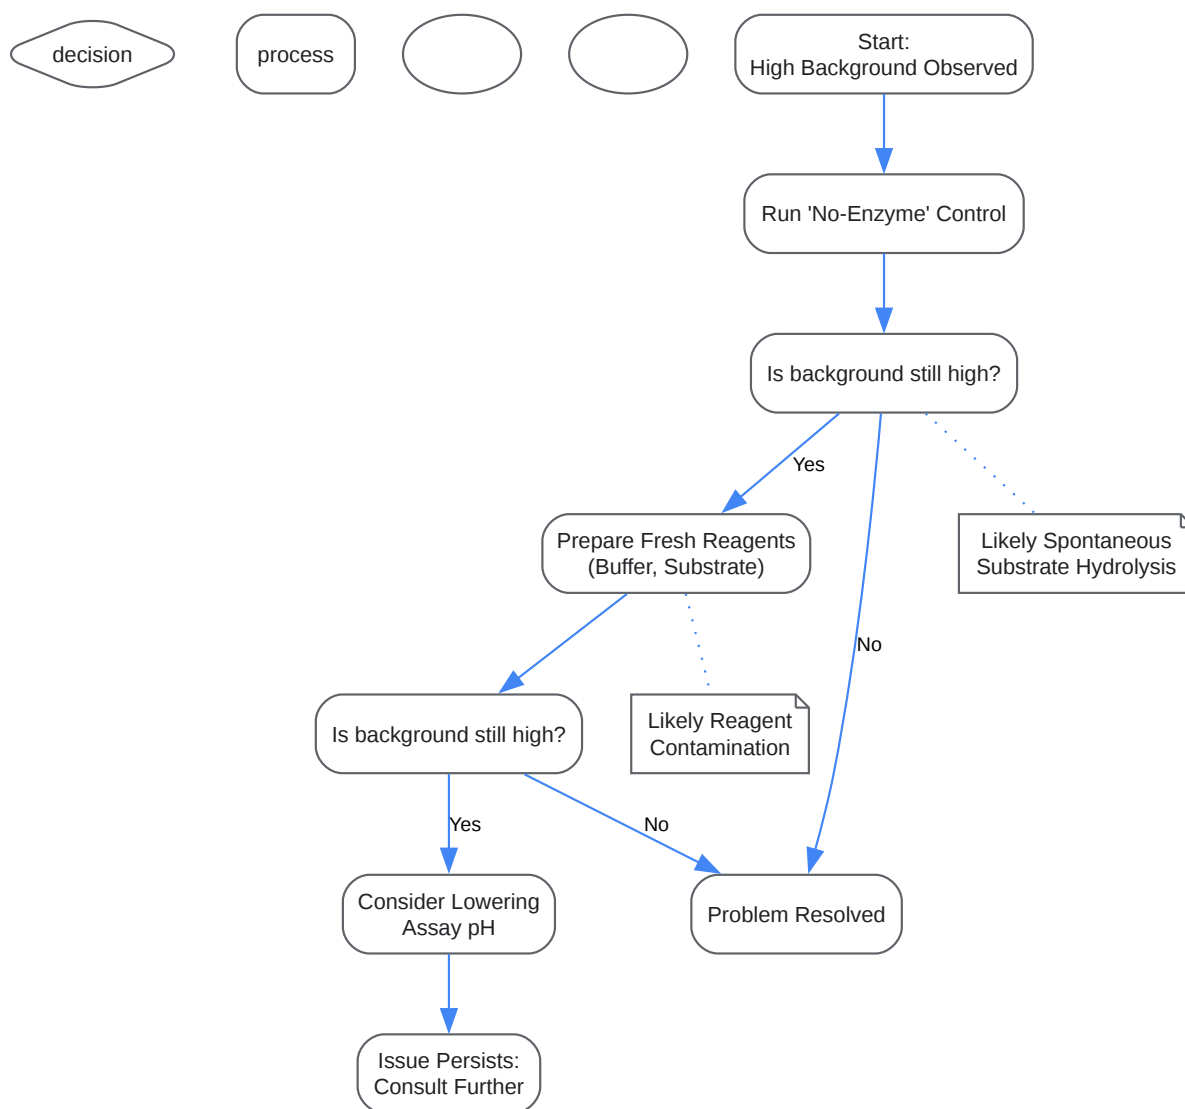 decision
process
Start:
High Background Observed
Run 'No-Enzyme' Control
Is background still high?
Yes
Prepare Fresh Reagents
(Buffer, Substrate)
Likely Spontaneous
Substrate Hydrolysis
No
Is background still high?
Likely Reagent
Contamination
Yes
No
Consider Lowering
Assay pH
Problem Resolved
Issue Persists:
Consult Further